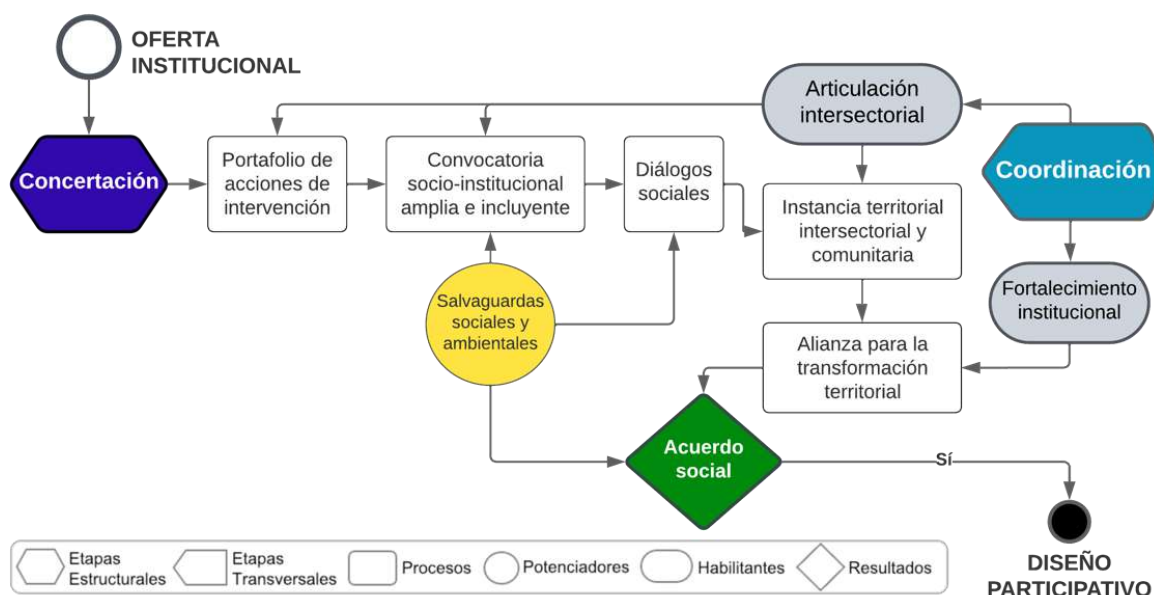 OFERTA
INSTITUCIONAL
Concertación
Portafolio de
acciones de
intervención
Convocatoria
socio-institucional
amplia e incluyente
Diálogos
sociales
Articulación
intersectorial
Coordinación
Instancia territorial
intersectorial y
comunitaria
Fortalecimiento
institucional
Salvaguardas
sociales y
ambientales
Alianza para la
transformación
territorial
Acuerdo
social
Sí
DISEÑO
PARTICIPATIVO
Etapas
Estructurales
Etapas
Transversales
Procesos
Potenciadores
Habilitantes
Resultados